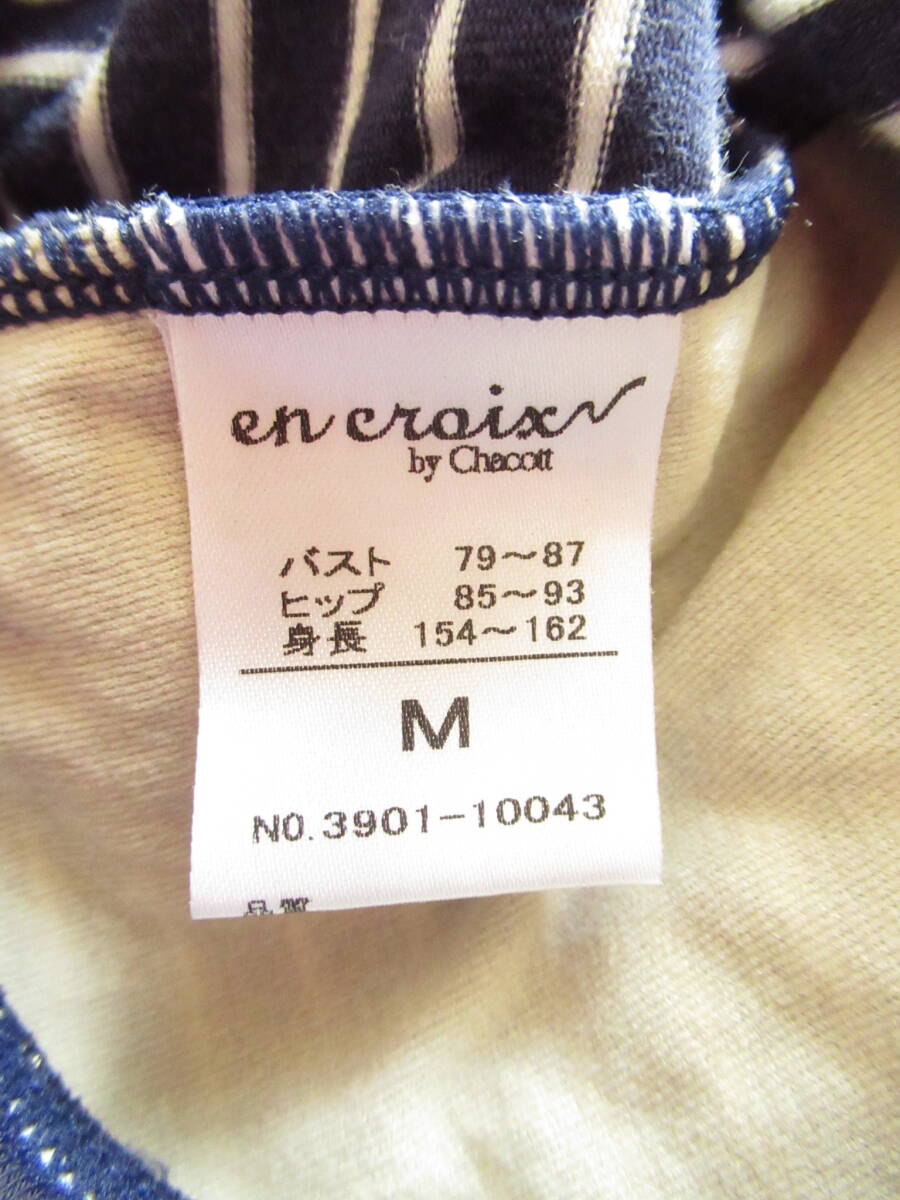 en croix
by Chacott
バスト 79～87
ヒップ 85～93
身長 154～162
M
NO.3901-10043